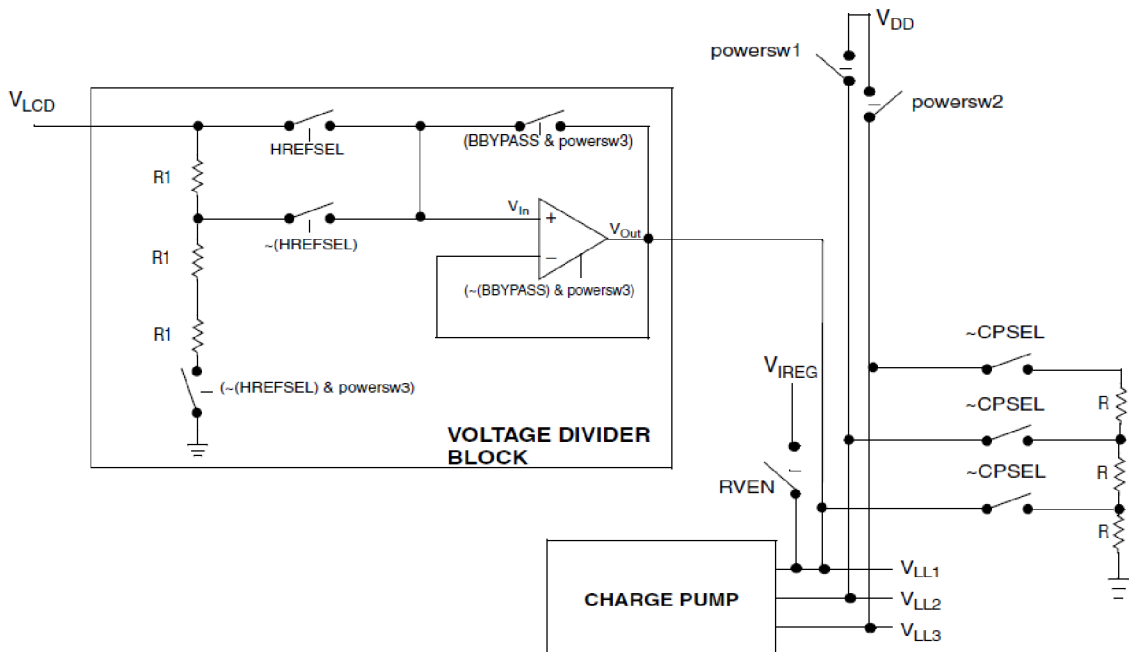 VDD
powersw1
powersw2
VLCD
HREFSEL
(BBYPASS & powersw3)
R1
VIn
+
VOut
~(HREFSEL)
−
R1
(~(BBYPASS) & powersw3)
R1
(~(HREFSEL) & powersw3)
VOLTAGE DIVIDER
BLOCK
~CPSEL
VIREG
R
~CPSEL
~CPSEL
R
RVEN
R
CHARGE PUMP
VLL1
VLL2
VLL3